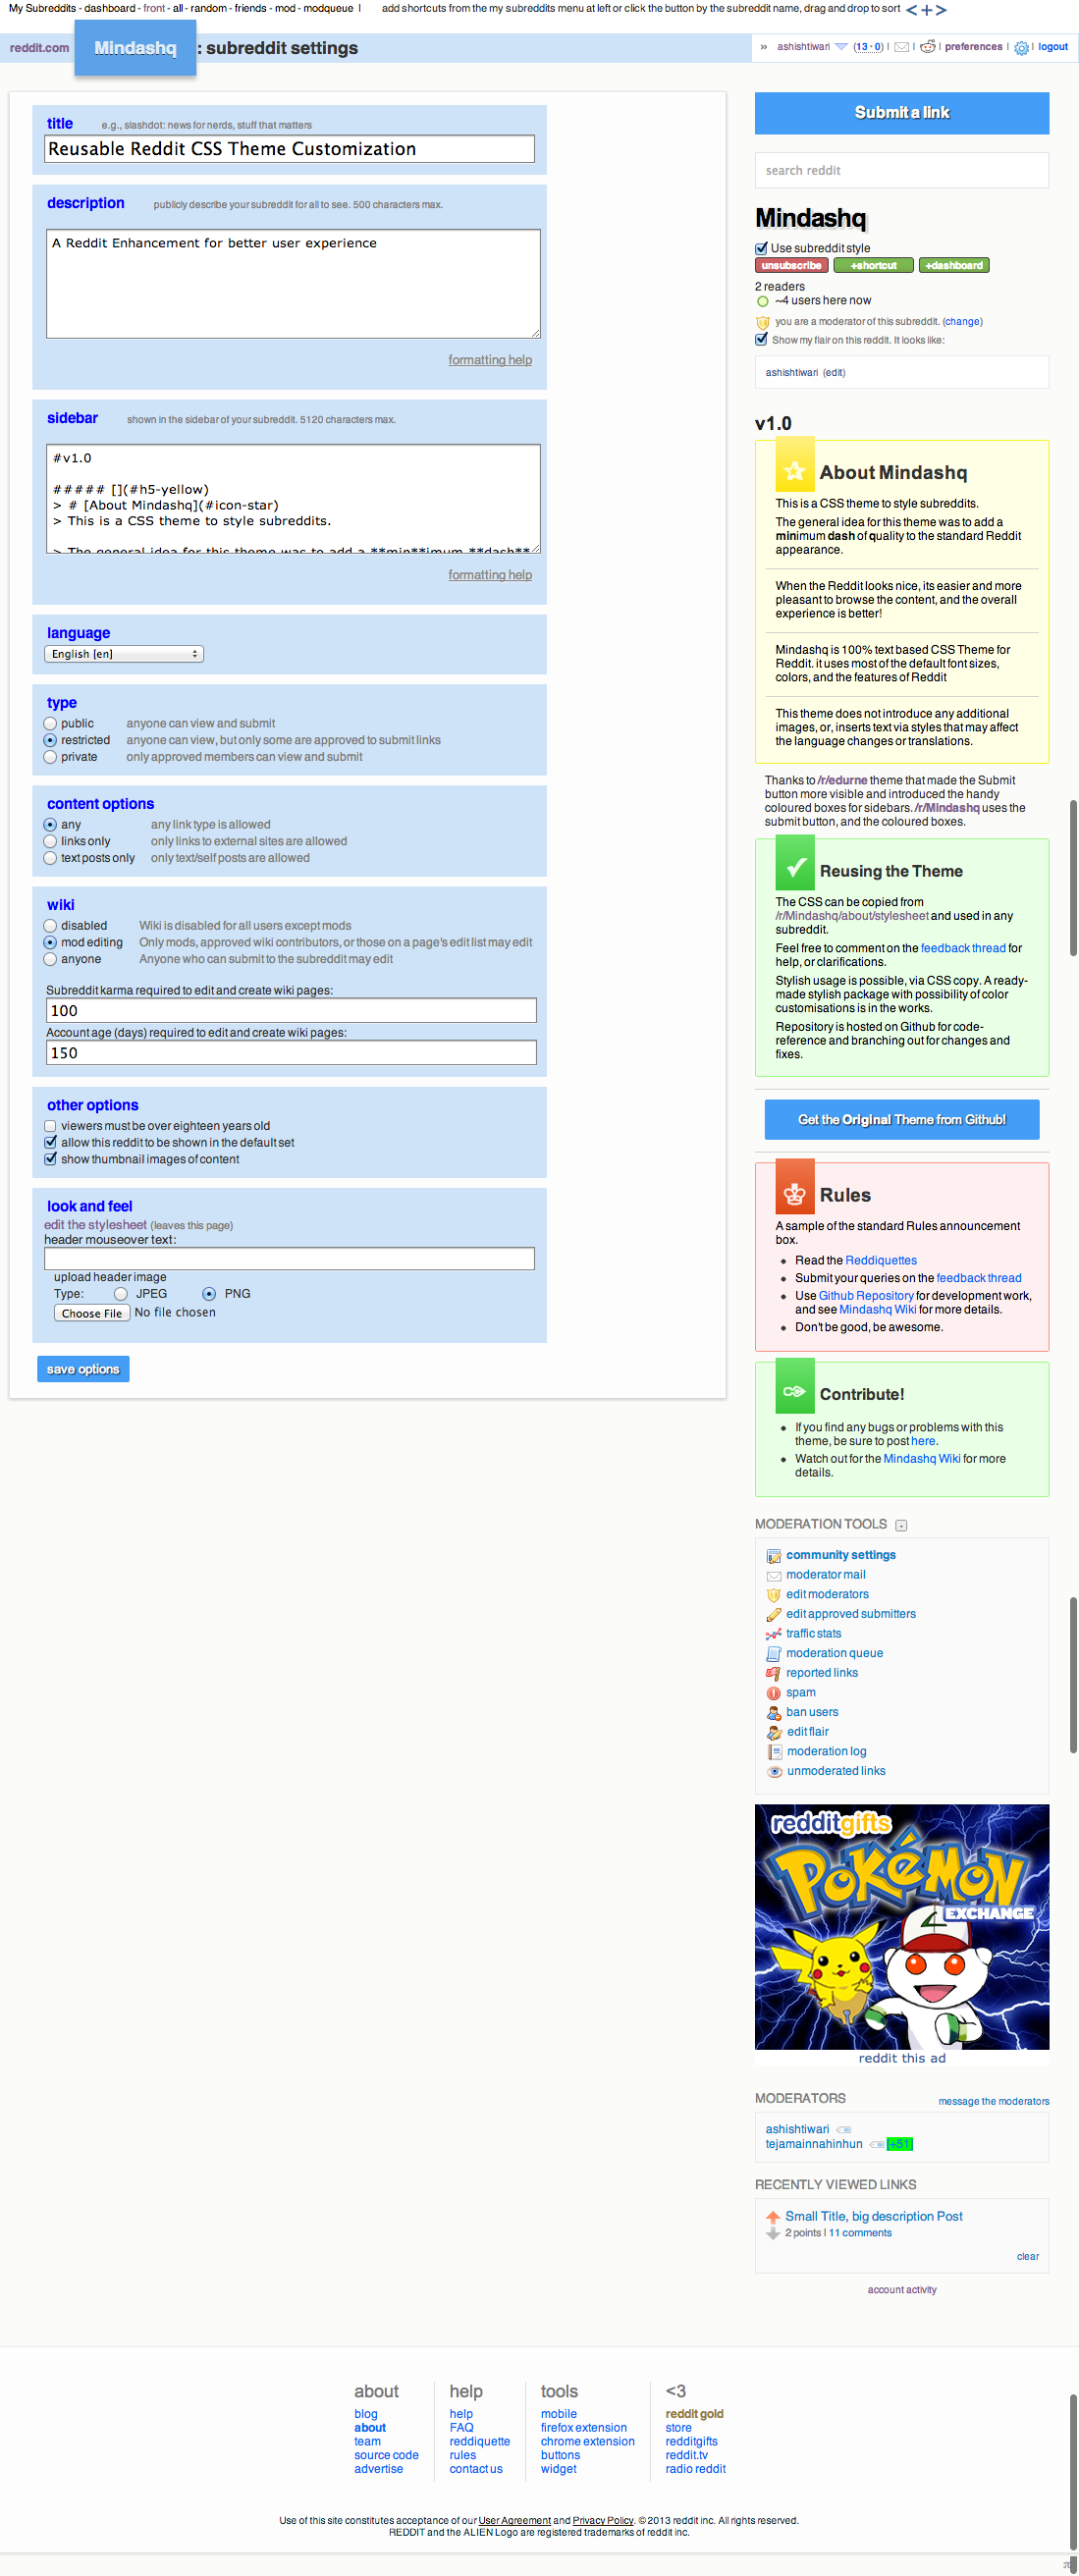 My Subreddits - dashboard - front - all - random - friends - mod - modqueue | add shortcuts from the my subreddits menu at left or click the button by the subreddit name, drag and drop to sort < + >
reddit.com Mindashq : subreddit settings
» ashishtiwari (13 · 0) | | | preferences | | logout
title e.g., slashdot: news for nerds, stuff that matters
Reusable Reddit CSS Theme Customization
description publicly describe your subreddit for all to see. 500 characters max.
A Reddit Enhancement for better user experience
formatting help
sidebar shown in the sidebar of your subreddit. 5120 characters max.
#v1.0
##### [](#h5-yellow)
> # [About Mindashq](#icon-star)
> This is a CSS theme to style subreddits.
> The general idea for this theme was to add a **min**imum **dash**
formatting help
language
English [en]
type
public anyone can view and submit
restricted anyone can view, but only some are approved to submit links
private only approved members can view and submit
content options
any any link type is allowed
links only only links to external sites are allowed
text posts only only text/self posts are allowed
wiki
disabled Wiki is disabled for all users except mods
mod editing Only mods, approved wiki contributors, or those on a page's edit list may edit
anyone Anyone who can submit to the subreddit may edit
Subreddit karma required to edit and create wiki pages:
100
Account age (days) required to edit and create wiki pages:
150
other options
viewers must be over eighteen years old
allow this reddit to be shown in the default set
show thumbnail images of content
look and feel
edit the stylesheet (leaves this page)
header mouseover text:
upload header image
Type: JPEG PNG
Choose File No file chosen
save options
Submit a link
search reddit
Mindashq
Use subreddit style
unsubscribe +shortcut +dashboard
2 readers
~4 users here now
you are a moderator of this subreddit. (change)
Show my flair on this reddit. It looks like:
ashishtiwari (edit)
v1.0
About Mindashq
This is a CSS theme to style subreddits.
The general idea for this theme was to add a
minimum dash of quality to the standard Reddit
appearance.
When the Reddit looks nice, its easier and more
pleasant to browse the content, and the overall
experience is better!
Mindashq is 100% text based CSS Theme for
Reddit. it uses most of the default font sizes,
colors, and the features of Reddit
This theme does not introduce any additional
images, or, inserts text via styles that may affect
the language changes or translations.
Thanks to /r/edurne theme that made the Submit
button more visible and introduced the handy
coloured boxes for sidebars. /r/Mindashq uses the
submit button, and the coloured boxes.
Reusing the Theme
The CSS can be copied from
/r/Mindashq/about/stylesheet and used in any
subreddit.
Feel free to comment on the feedback thread for
help, or clarifications.
Stylish usage is possible, via CSS copy. A ready-
made stylish package with possibility of color
customisations is in the works.
Repository is hosted on Github for code-
reference and branching out for changes and
fixes.
Get the Original Theme from Github!
Rules
A sample of the standard Rules announcement
box.
Read the Reddiquettes
Submit your queries on the feedback thread
Use Github Repository for development work,
and see Mindashq Wiki for more details.
Don't be good, be awesome.
Contribute!
If you find any bugs or problems with this
theme, be sure to post here.
Watch out for the Mindashq Wiki for more
details.
MODERATION TOOLS
community settings
moderator mail
edit moderators
edit approved submitters
traffic stats
moderation queue
reported links
spam
ban users
edit flair
moderation log
unmoderated links
redditgifts
POKéMON
EXCHANGE
reddit this ad
MODERATORS message the moderators
ashishtiwari
tejamainnahinhun [+51]
RECENTLY VIEWED LINKS
Small Title, big description Post
2 points | 11 comments
clear
account activity
about help tools <3
blog help mobile reddit gold
about FAQ firefox extension store
team reddiquette chrome extension redditgifts
source code rules buttons reddit.tv
advertise contact us widget radio reddit
Use of this site constitutes acceptance of our User Agreement and Privacy Policy. © 2013 reddit inc. All rights reserved.
REDDIT and the ALIEN Logo are registered trademarks of reddit inc.
π